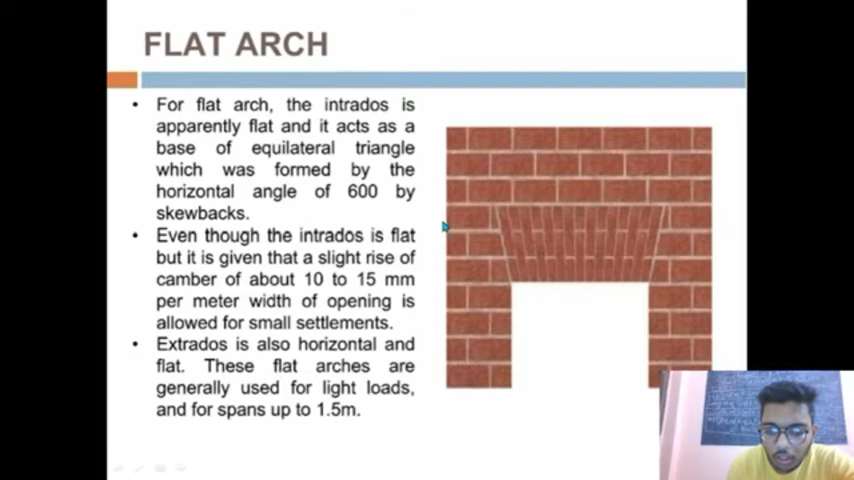 FLAT ARCH
• For flat arch, the intrados is
apparently flat and it acts as a
base of equilateral triangle
which was formed by the
horizontal angle of 600 by
skewbacks.
• Even though the intrados is flat
but it is given that a slight rise of
camber of about 10 to 15 mm
per meter width of opening is
allowed for small settlements.
• Extrados is also horizontal and
flat. These flat arches are
generally used for light loads,
and for spans up to 1.5m.